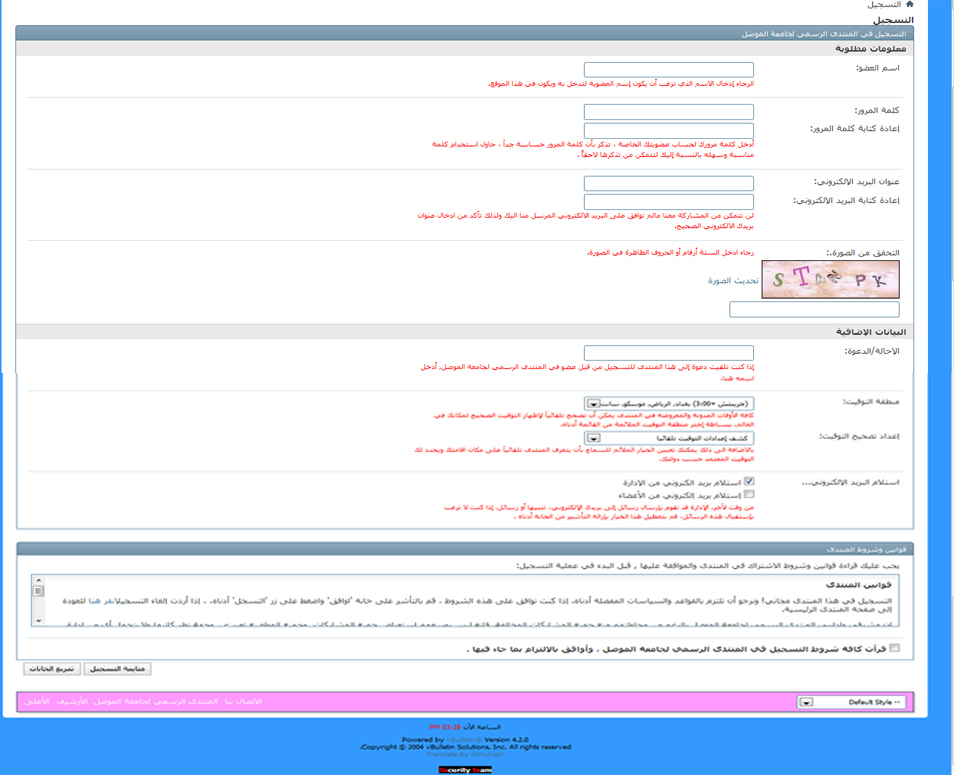 التسجيل
التسجيل
التسجيل في المنتدى الرسمي لجامعة الموصل
معلومات مطلوبة
اسم العضو:
الرجاء إدخال الاسم الذي ترغب أن يكون إسم العضوية لتدخل به ويكون في هذا الموقع.
كلمة المرور:
إعادة كتابة كلمة المرور:
أدخل كلمة مرورك لحساب عضويتك الخاصة ، تذكر بأن كلمة المرور حساسة جداً ، حاول استخدام كلمة
مناسبة وسهله بالنسبة إليك لتتمكن من تذكرها لاحقاً .
عنوان البريد الإلكتروني:
إعادة كتابة البريد الإلكتروني:
لن تتمكن من المشاركة معنا مالم توافق على البريد الالكتروني المرسل منا اليك ولذلك تأكد من ادخال عنوان
بريدك الالكتروني الصحيح.
التحقق من الصورة.:
رجاء ادخل الستة أرقام أو الحروف الظاهرة في الصورة.
تحديث الصورة
البيانات الإضافية
الإحالة/الدعوة:
إذا كنت تلقيت دعوة إلى هذا المنتدى للتسجيل من قبل عضو في المنتدى الرسمي لجامعة الموصل، أدخل
اسمه هنا.
منطقة التوقيت:
(جرينتش +3:00) بغداد، الرياض، موسكو، سانت
كافة الأوقات المدونة والمعروضة في المنتدى يمكن أن تصحح تلقائياً لإظهار التوقيت الصحيح لمكانك في
العالم. ببساطة إختر منطقة التوقيت الملائمة من القائمة أدناه.
إعداد تصحيح التوقيت:
كشف إعدادات التوقيت تلقائيا
بالاضافة الى ذلك يمكنك تعيين الخيار الملائم للسماح بأن يتعرف المنتدى تلقائياً على مكان اقامتك ويحدد لك
التوقيت المعتمد حسب دولتك.
استلام البريد الإلكتروني...
استلام بريد الكتروني من الادارة
إستلام بريد إلكتروني من الأعضاء
من وقت لآخر، الإدارة قد تقوم بإرسال رسائل إلى بريدك الإلكتروني، تنبيها أو رسائل. إذا كنت لا ترغب
بإستقبال هذه الرسائل، قم بتعطيل هذا الخيار بإزالة التأشير من الخانة أدناه .
قوانين وشروط المنتدى
يجب عليك قراءة قوانين وشروط الاشتراك في المنتدى والموافقة عليها , قبل البدء في عملية التسجيل:
قوانين المنتدى
التسجيل في هذا المنتدى مجاني! ونرجو أن تلتزم بالقواعد والسياسات المفصلة أدناه. إذا كنت توافق على هذه الشروط ، قم بالتأشر على خانة 'اوافق' واضغط على زر 'التسجل' أدناه. ، إذا أردت إلغاء التسجيلانقر هنا للعودة
إلى صفحة المنتدى الرئيسية.
قرأت كافة شروط التسجيل في المنتدى الرسمي لجامعة الموصل ، وأوافق بالالتزام بما جاء فيها .
متابعة التسجيل
تفريغ الخانات
-- Default Style
الاتصال بنا المنتدى الرسمي لجامعة الموصل الأرشيف الأعلى
الساعة الآن 03:28 PM
Powered by vBulletin® Version 4.2.0
Copyright © 2004 vBulletin Solutions, Inc. All rights reserved.
Security team